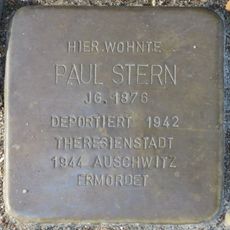 HIER WOHNTE
PAUL STERN
JG. 1876
DEPORTIERT 1942
THERESIENSTADT
1944 AUSCHWITZ
ERMORDET